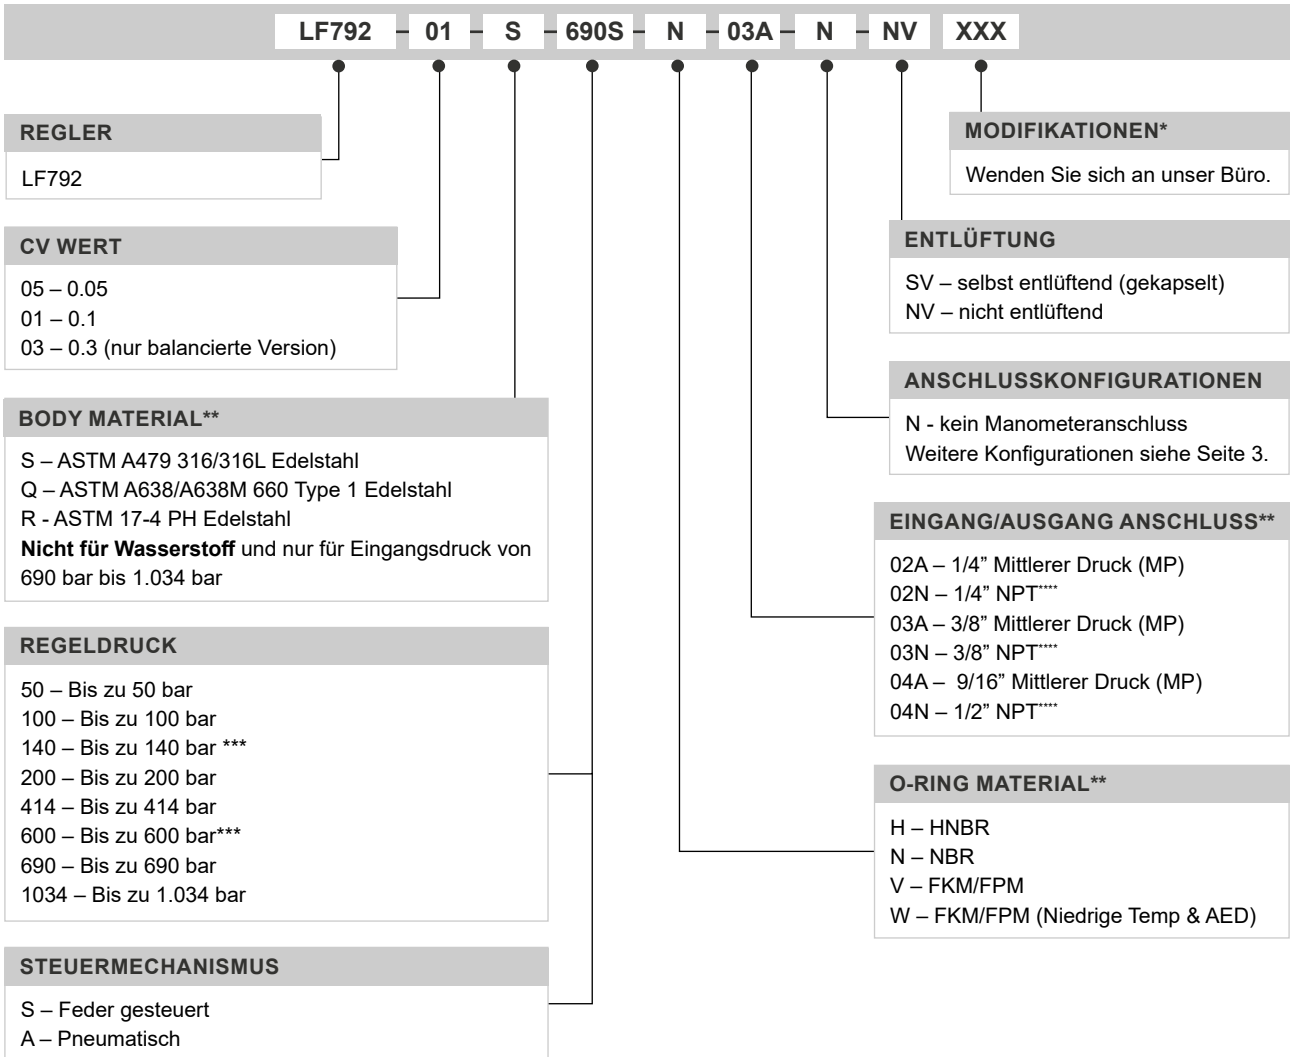 LF792 – 01 – S – 690S – N – 03A – N – NV XXX
REGLER
LF792
CV WERT
05 – 0.05
01 – 0.1
03 – 0.3 (nur balancierte Version)
BODY MATERIAL**
S – ASTM A479 316/316L Edelstahl
Q – ASTM A638/A638M 660 Type 1 Edelstahl
R - ASTM 17-4 PH Edelstahl
Nicht für Wasserstoff und nur für Eingangsdruck von
690 bar bis 1.034 bar
REGELDRUCK
50 – Bis zu 50 bar
100 – Bis zu 100 bar
140 – Bis zu 140 bar ***
200 – Bis zu 200 bar
414 – Bis zu 414 bar
600 – Bis zu 600 bar***
690 – Bis zu 690 bar
1034 – Bis zu 1.034 bar
STEUERMECHANISMUS
S – Feder gesteuert
A – Pneumatisch
MODIFIKATIONEN*
Wenden Sie sich an unser Büro.
ENTLÜFTUNG
SV – selbst entlüftend (gekapselt)
NV – nicht entlüftend
ANSCHLUSSKONFIGURATIONEN
N - kein Manometeranschluss
Weitere Konfigurationen siehe Seite 3.
EINGANG/AUSGANG ANSCHLUSS**
02A – 1/4” Mittlerer Druck (MP)
02N – 1/4” NPT****
03A – 3/8” Mittlerer Druck (MP)
03N – 3/8” NPT****
04A – 9/16” Mittlerer Druck (MP)
04N – 1/2” NPT****
O-RING MATERIAL**
H – HNBR
N – NBR
V – FKM/FPM
W – FKM/FPM (Niedrige Temp & AED)